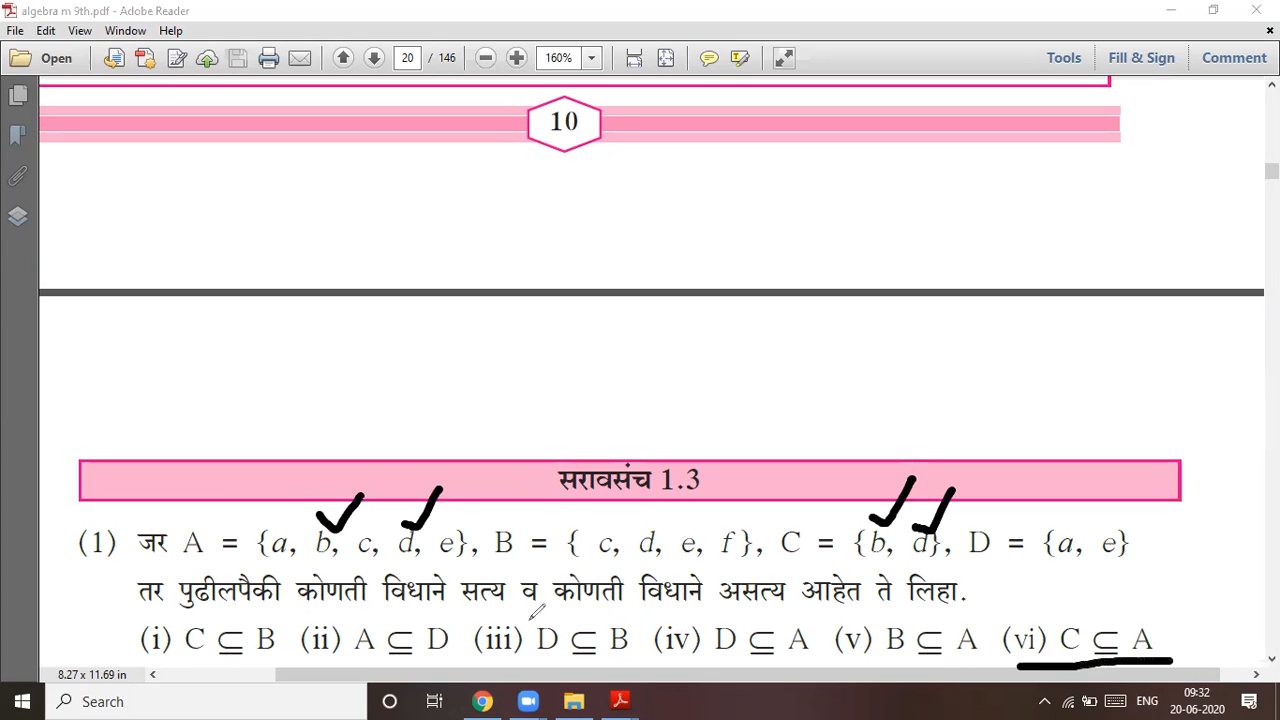 algebra m 9th.pdf - Adobe Reader
File Edit View Window Help
Open 20 / 146 160% Tools Fill & Sign Comment
10
सरावसंच 1.3
(1) जर A = {a, b, c, d, e}, B = { c, d, e, f }, C = {b, d}, D = {a, e}
तर पुढीलपैकी कोणती विधाने सत्य व कोणती विधाने असत्य आहेत ते लिहा.
(i) C ⊆ B (ii) A ⊆ D (iii) D ⊆ B (iv) D ⊆ A (v) B ⊆ A (vi) C ⊆ A
8.27 x 11.69 in
Search ENG 09:32
20-06-2020